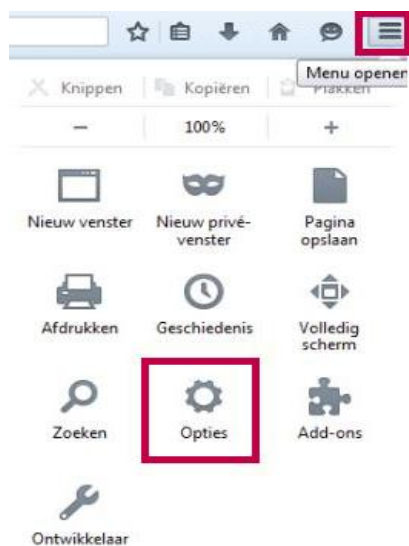 Menu openen
Knippen Kopiëren Plakken
100%
Nieuw venster Nieuw privé-
venster Pagina
opslaan
Afdrukken Geschiedenis Volledig
scherm
Zoeken Opties Add-ons
Ontwikkelaar